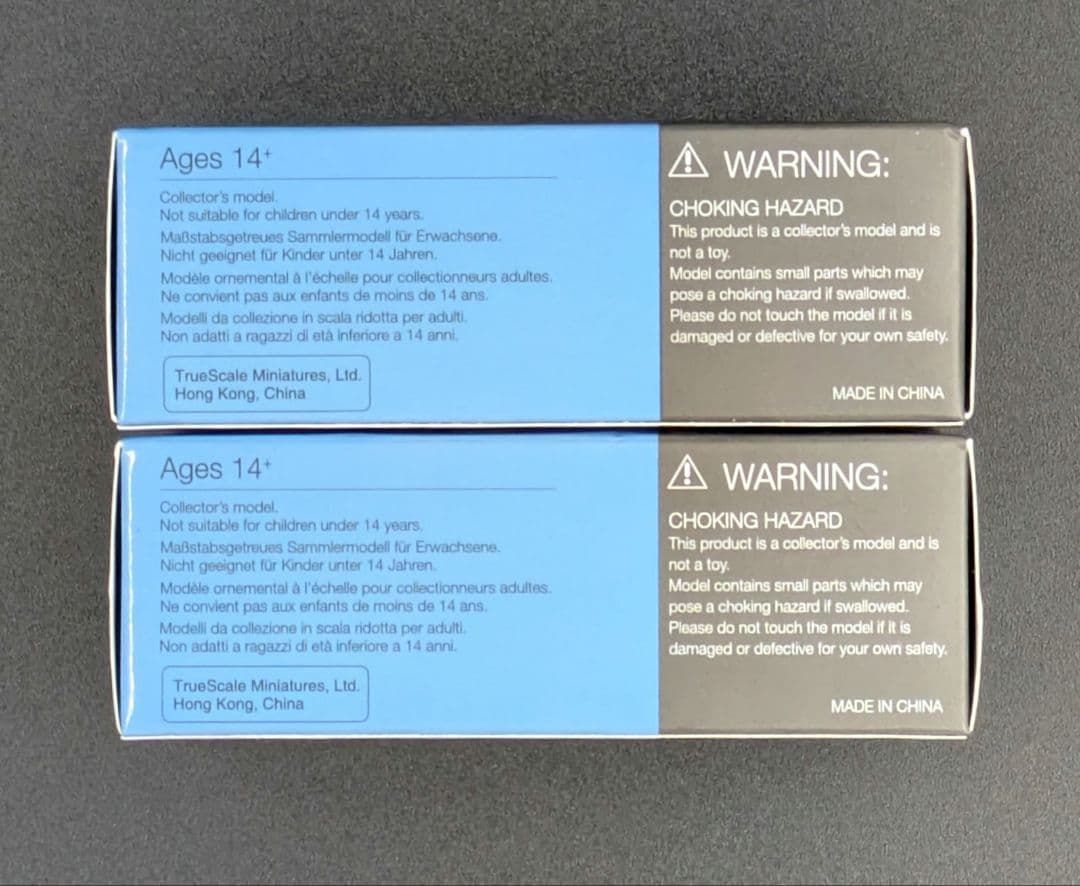 Ages 14+
Collector's model.
Not suitable for children under 14 years.
Maßstabsgetreues Sammlermodell für Erwachsene.
Nicht geeignet für Kinder unter 14 Jahren.
Modèle ornemental à l'échelle pour collectionneurs adultes.
Ne convient pas aux enfants de moins de 14 ans.
Modelli da collezione in scala ridotta per adulti.
Non adatti a ragazzi di età inferiore a 14 anni.
TrueScale Miniatures, Ltd.
Hong Kong, China
WARNING:
CHOKING HAZARD
This product is a collector's model and is
not a toy.
Model contains small parts which may
pose a choking hazard if swallowed.
Please do not touch the model if it is
damaged or defective for your own safety.
MADE IN CHINA
Ages 14+
Collector's model.
Not suitable for children under 14 years.
Maßstabsgetreues Sammlermodell für Erwachsene.
Nicht geeignet für Kinder unter 14 Jahren.
Modèle ornemental à l'échelle pour collectionneurs adultes.
Ne convient pas aux enfants de moins de 14 ans.
Modelli da collezione in scala ridotta per adulti.
Non adatti a ragazzi di età inferiore a 14 anni.
TrueScale Miniatures, Ltd.
Hong Kong, China
WARNING:
CHOKING HAZARD
This product is a collector's model and is
not a toy.
Model contains small parts which may
pose a choking hazard if swallowed.
Please do not touch the model if it is
damaged or defective for your own safety.
MADE IN CHINA